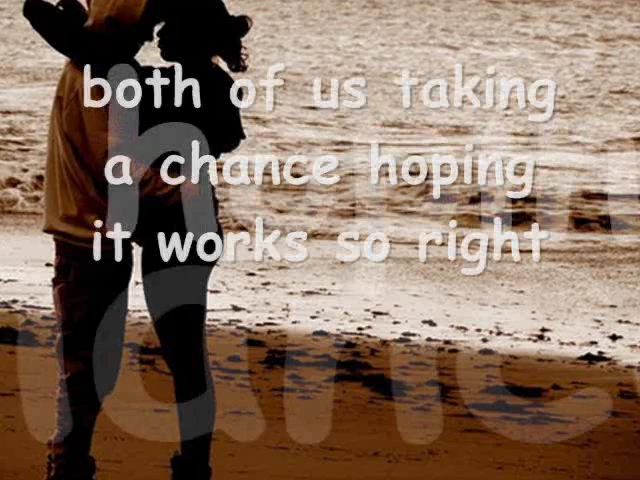 both of us taking
a chance hoping
it works so right